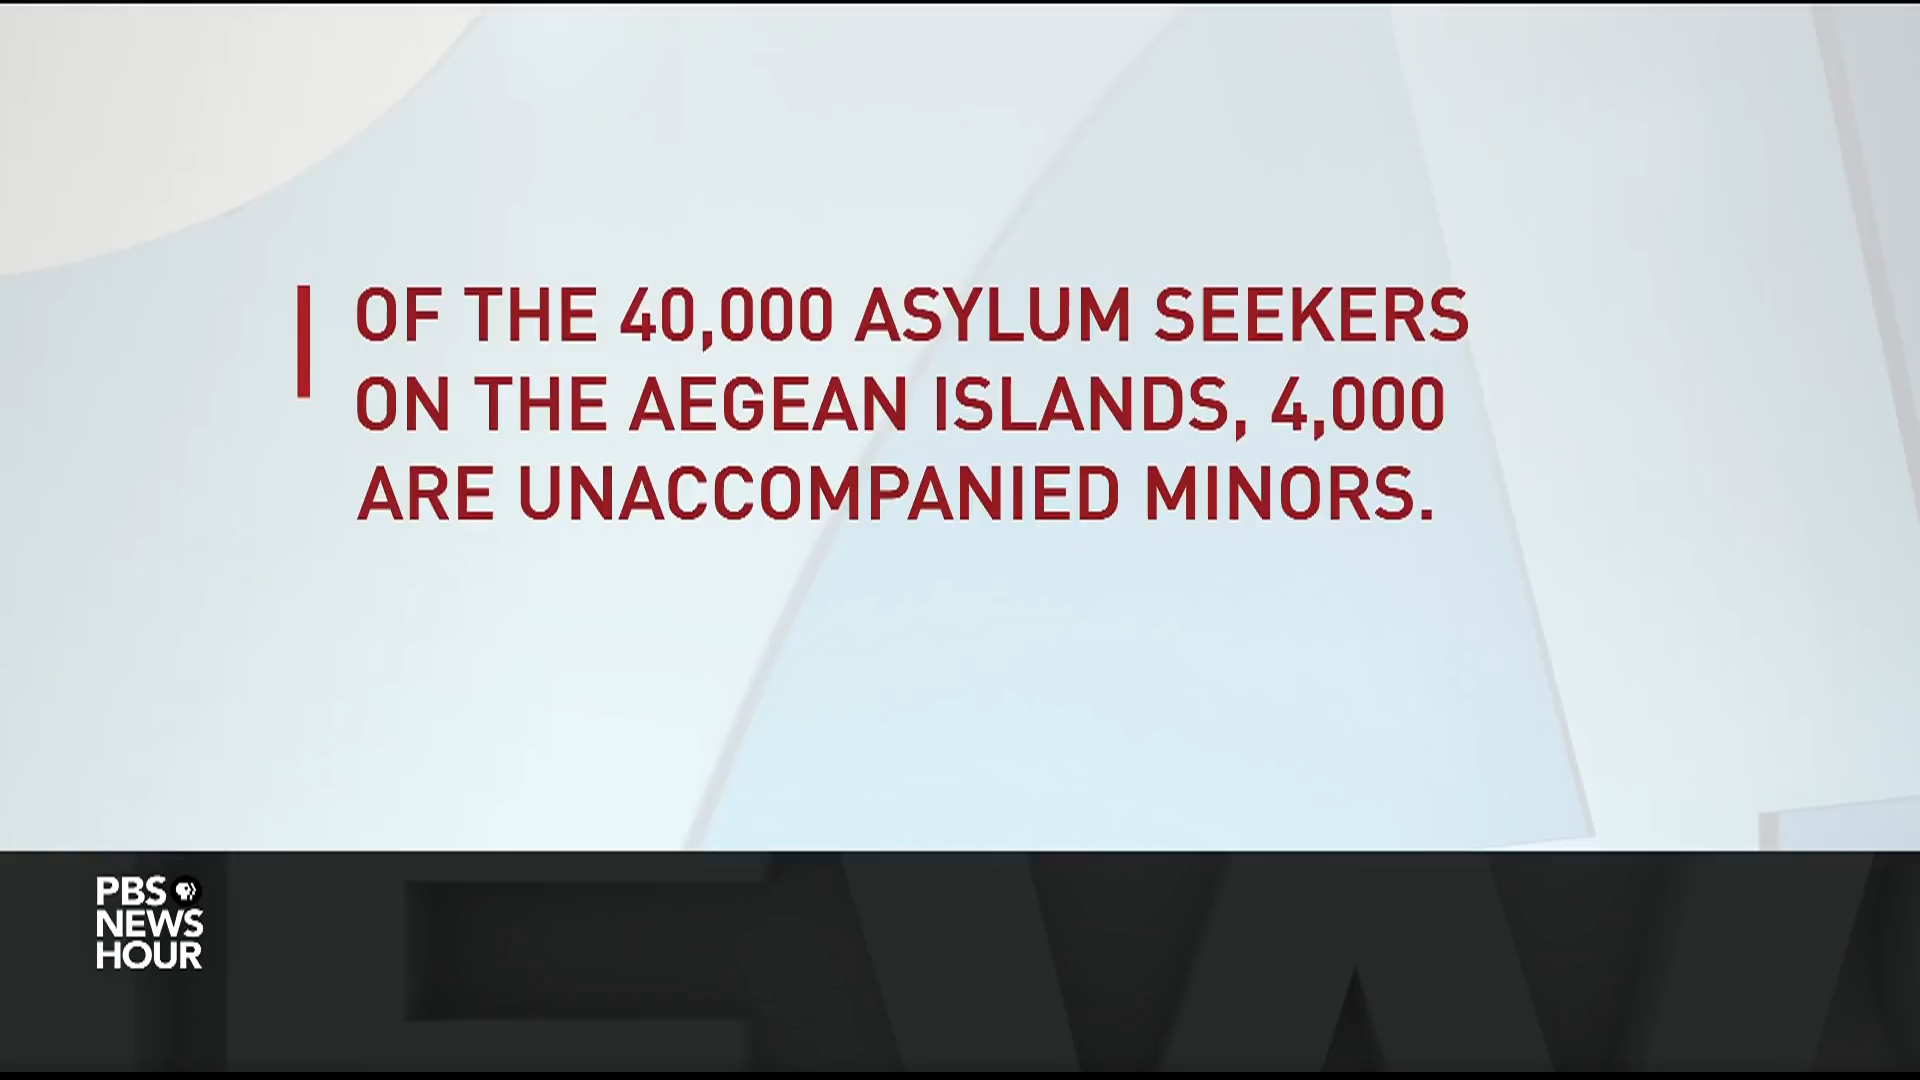 OF THE 40,000 ASYLUM SEEKERS
ON THE AEGEAN ISLANDS, 4,000
ARE UNACCOMPANIED MINORS.
PBS
NEWS
HOUR